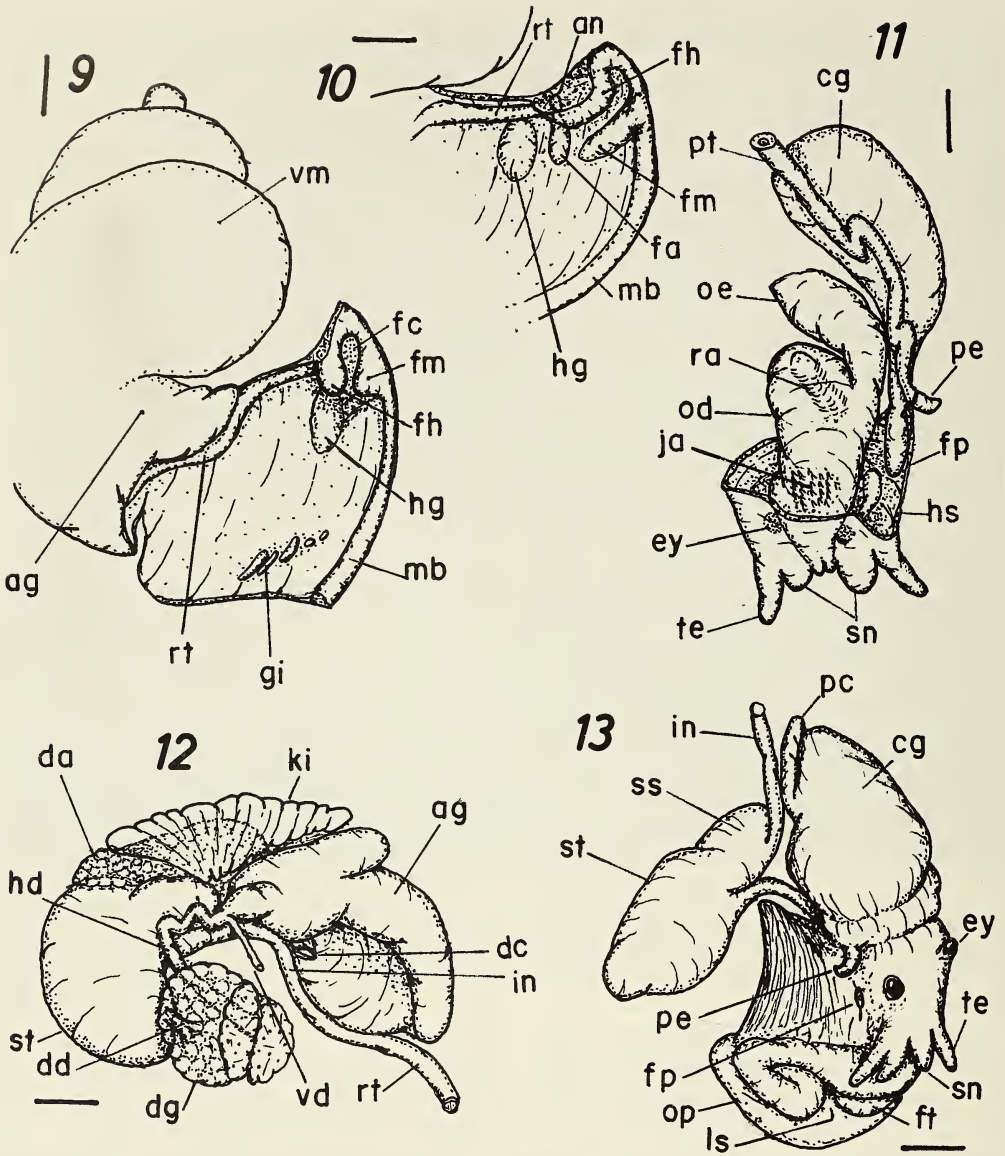 9
vm
fc
fm
fh
hg
mb
ag
rt
gi
10
rt
an
fh
fm
fa
mb
hg
11
cg
pt
oe
ra
pe
od
ja
fp
hs
ey
te
sn
12
da
ki
ag
hd
dc
in
st
dd
dg
vd
rt
13
pc
in
cg
ss
st
ey
pe
te
fp
sn
op
ft
ls